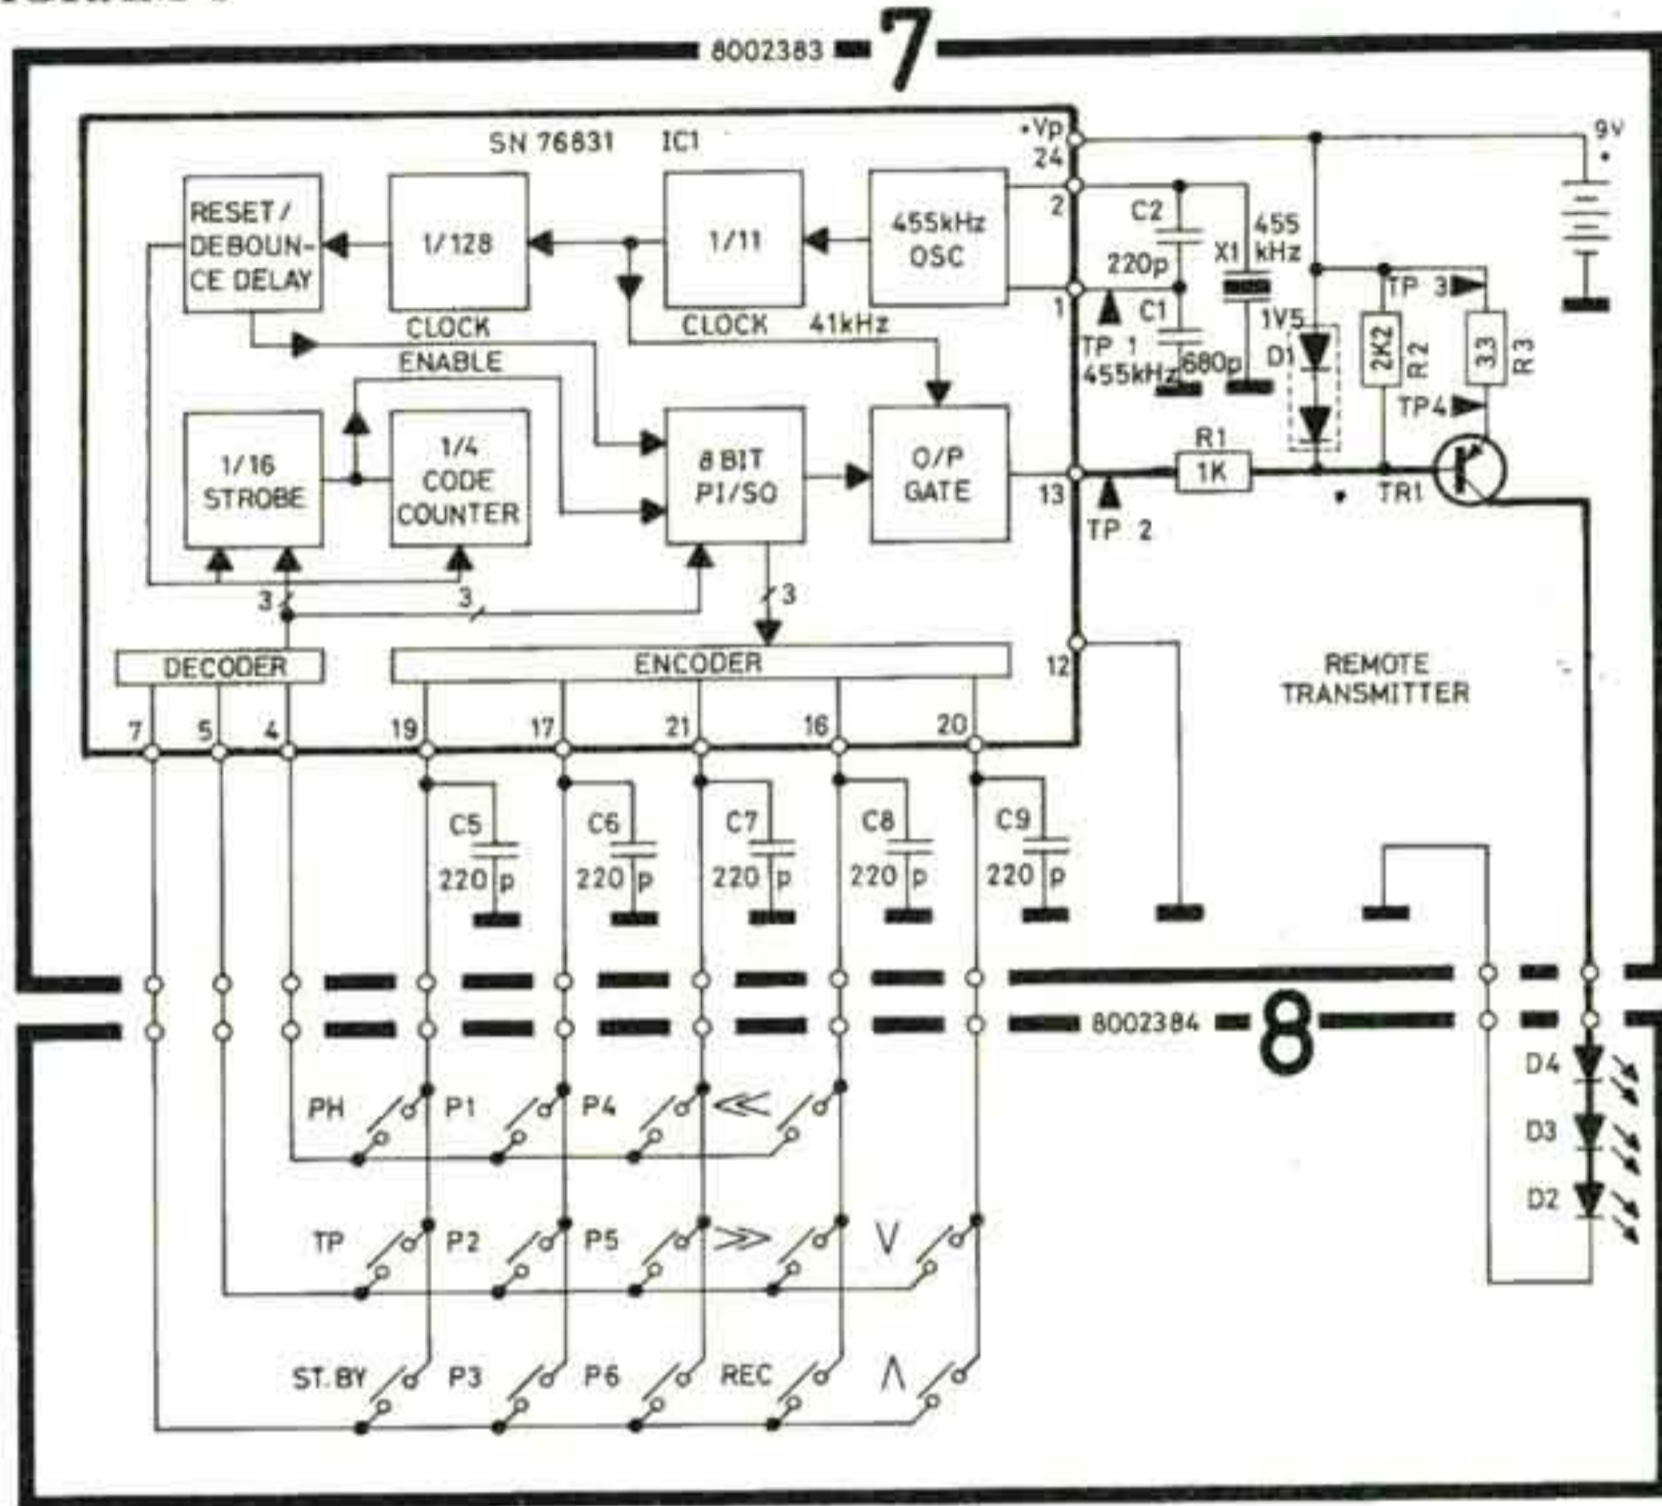 8002383
7
SN 76831 IC1
+Vp
24
9V
+
RESET /
DEBOUN-
CE DELAY
1/128
1/11
455kHz
OSC
2
1
C2
220p
C1
680p
X1
455
kHz
TP 1
455kHz
CLOCK
ENABLE
CLOCK 41kHz
1V5
D1
2K2
R2
TP 3
33
R3
TP4
1/16
STROBE
1/4
CODE
COUNTER
8 BIT
PI/SO
O/P
GATE
13
TP 2
R1
1K
TR1
3
3
3
DECODER
ENCODER
12
REMOTE
TRANSMITTER
7
5
4
19
17
21
16
20
C5
220 p
C6
220 p
C7
220 p
C8
220 p
C9
220 p
8002384
8
PH
P1
P4
<<
TP
P2
P5
>>
V
ST.BY
P3
P6
REC
Λ
D4
D3
D2